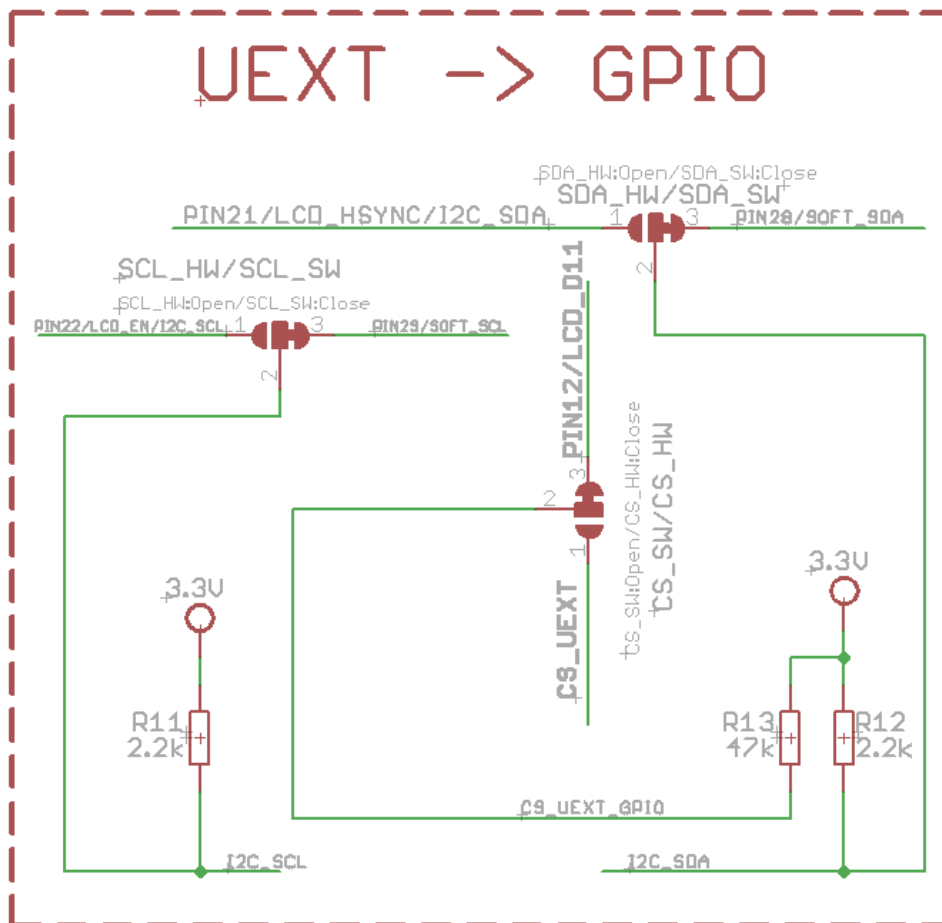 UEXT -> GPIO
SDA_HW:Open/SDA_SW:Close
SDA_HW/SDA_SW
PIN21/LCD_HSYNC/I2C_SDA
1
3
PIN28/SOFT_SDA
2
SCL_HW/SCL_SW
SCL_HW:Open/SCL_SW:Close
PIN22/LCD_EN/I2C_SCL
1
3
PIN29/SOFT_SCL
2
PIN12/LCD_D11
3
2
1
CS_UEXT
CS_SW:Open/CS_HW:Close
CS_SW/CS_HW
3.3V
3.3V
R11
2.2k
R13
47k
R12
2.2k
CS_UEXT_GPIO
I2C_SCL
I2C_SDA